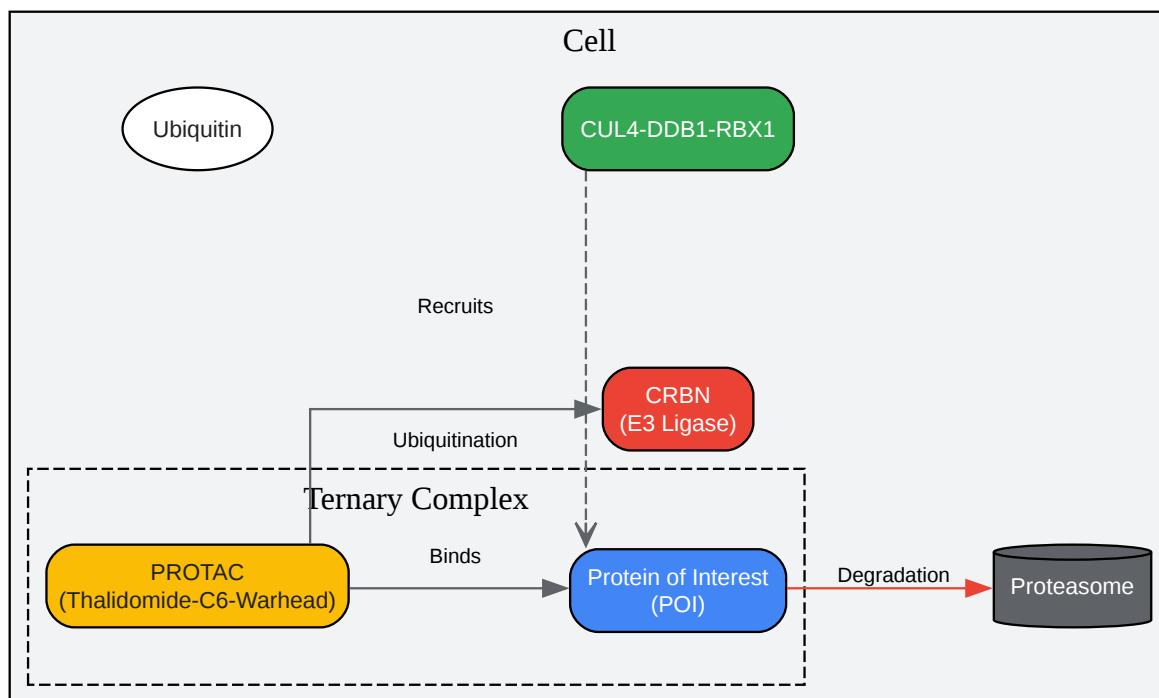 Cell
Ubiquitin
CUL4-DDB1-RBX1
Recruits
CRBN
(E3 Ligase)
Ubiquitination
Ternary Complex
Binds
PROTAC
(Thalidomide-C6-Warhead)
Protein of Interest
(POI)
Degradation
Proteasome